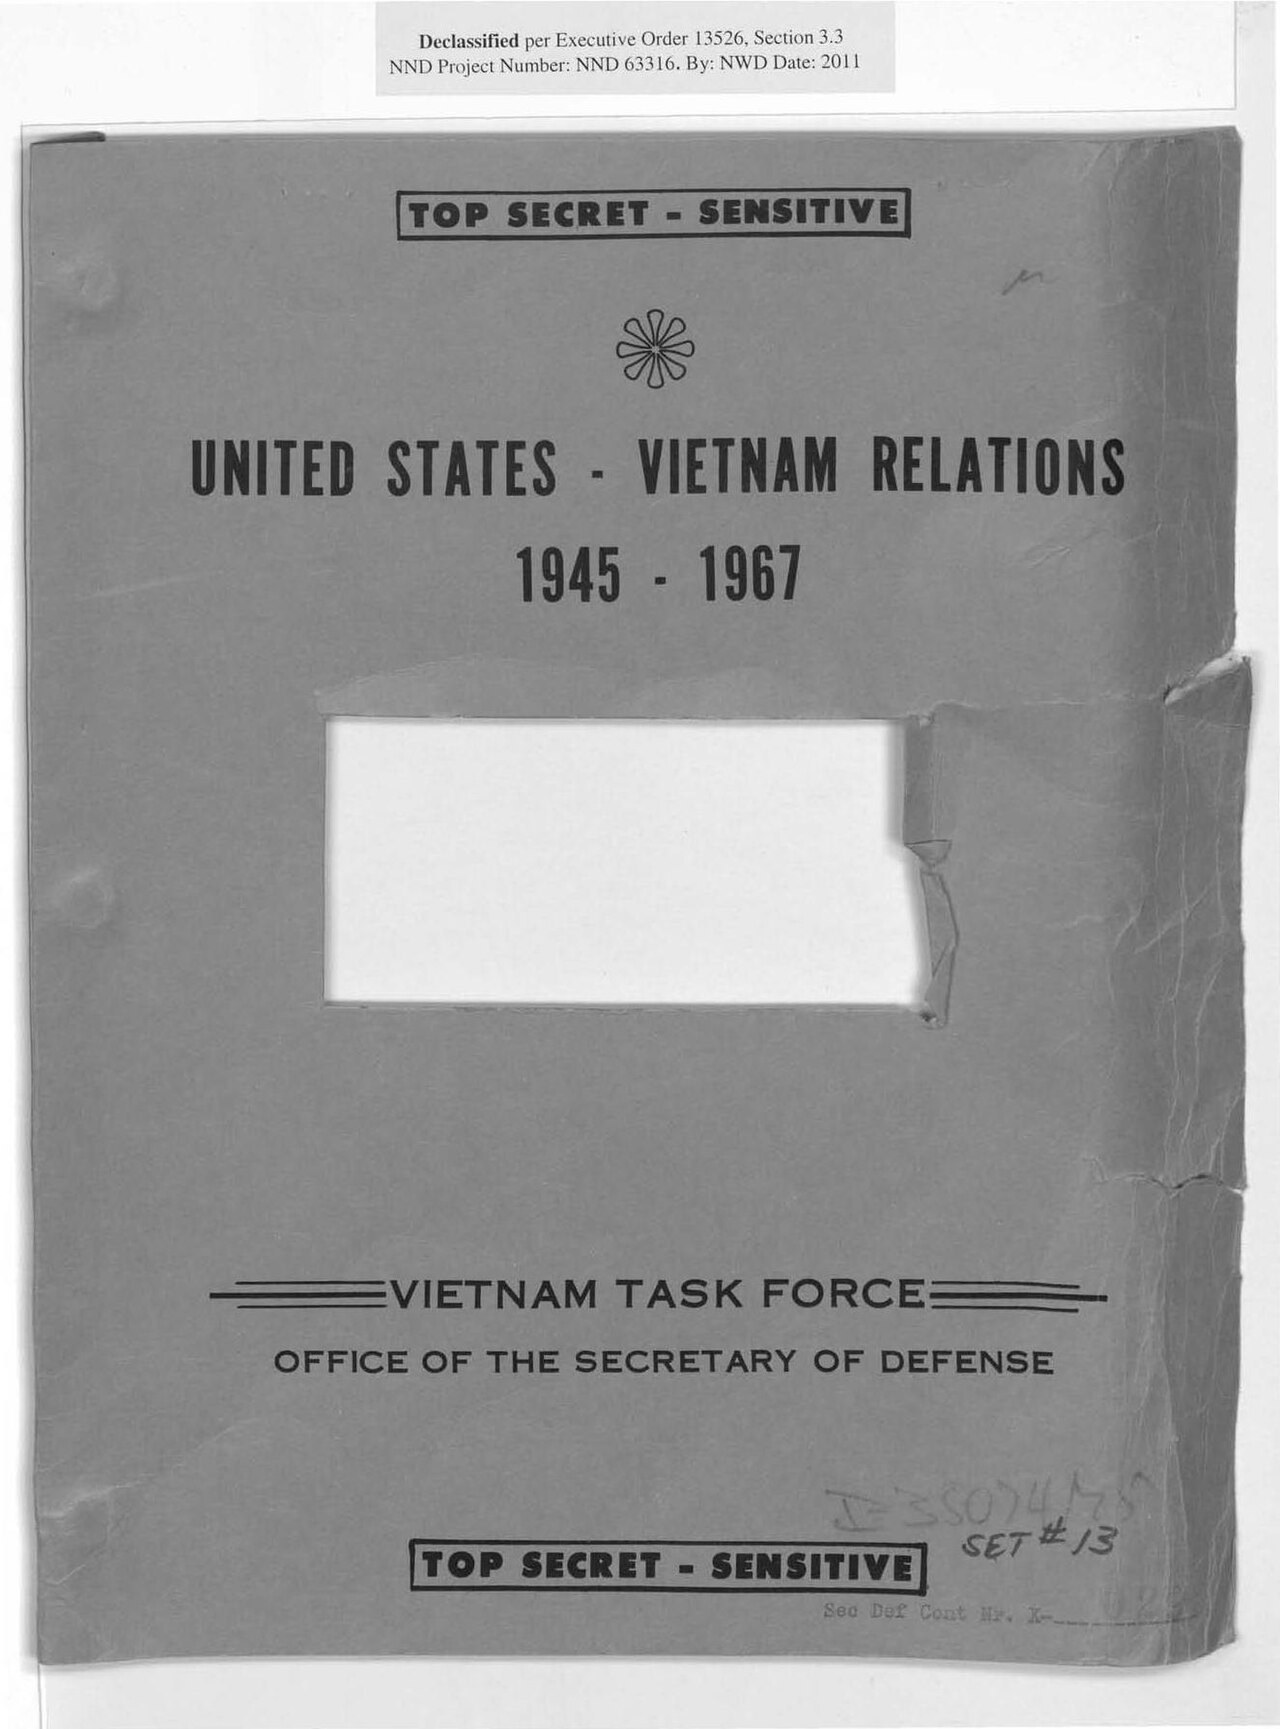 Declassified per Executive Order 13526, Section 3.3
NND Project Number: NND 63316. By: NWD Date: 2011
TOP SECRET - SENSITIVE
UNITED STATES - VIETNAM RELATIONS
1945 - 1967
VIETNAM TASK FORCE
OFFICE OF THE SECRETARY OF DEFENSE
SET # 13
TOP SECRET - SENSITIVE
Sec Def Cont Nr. X-